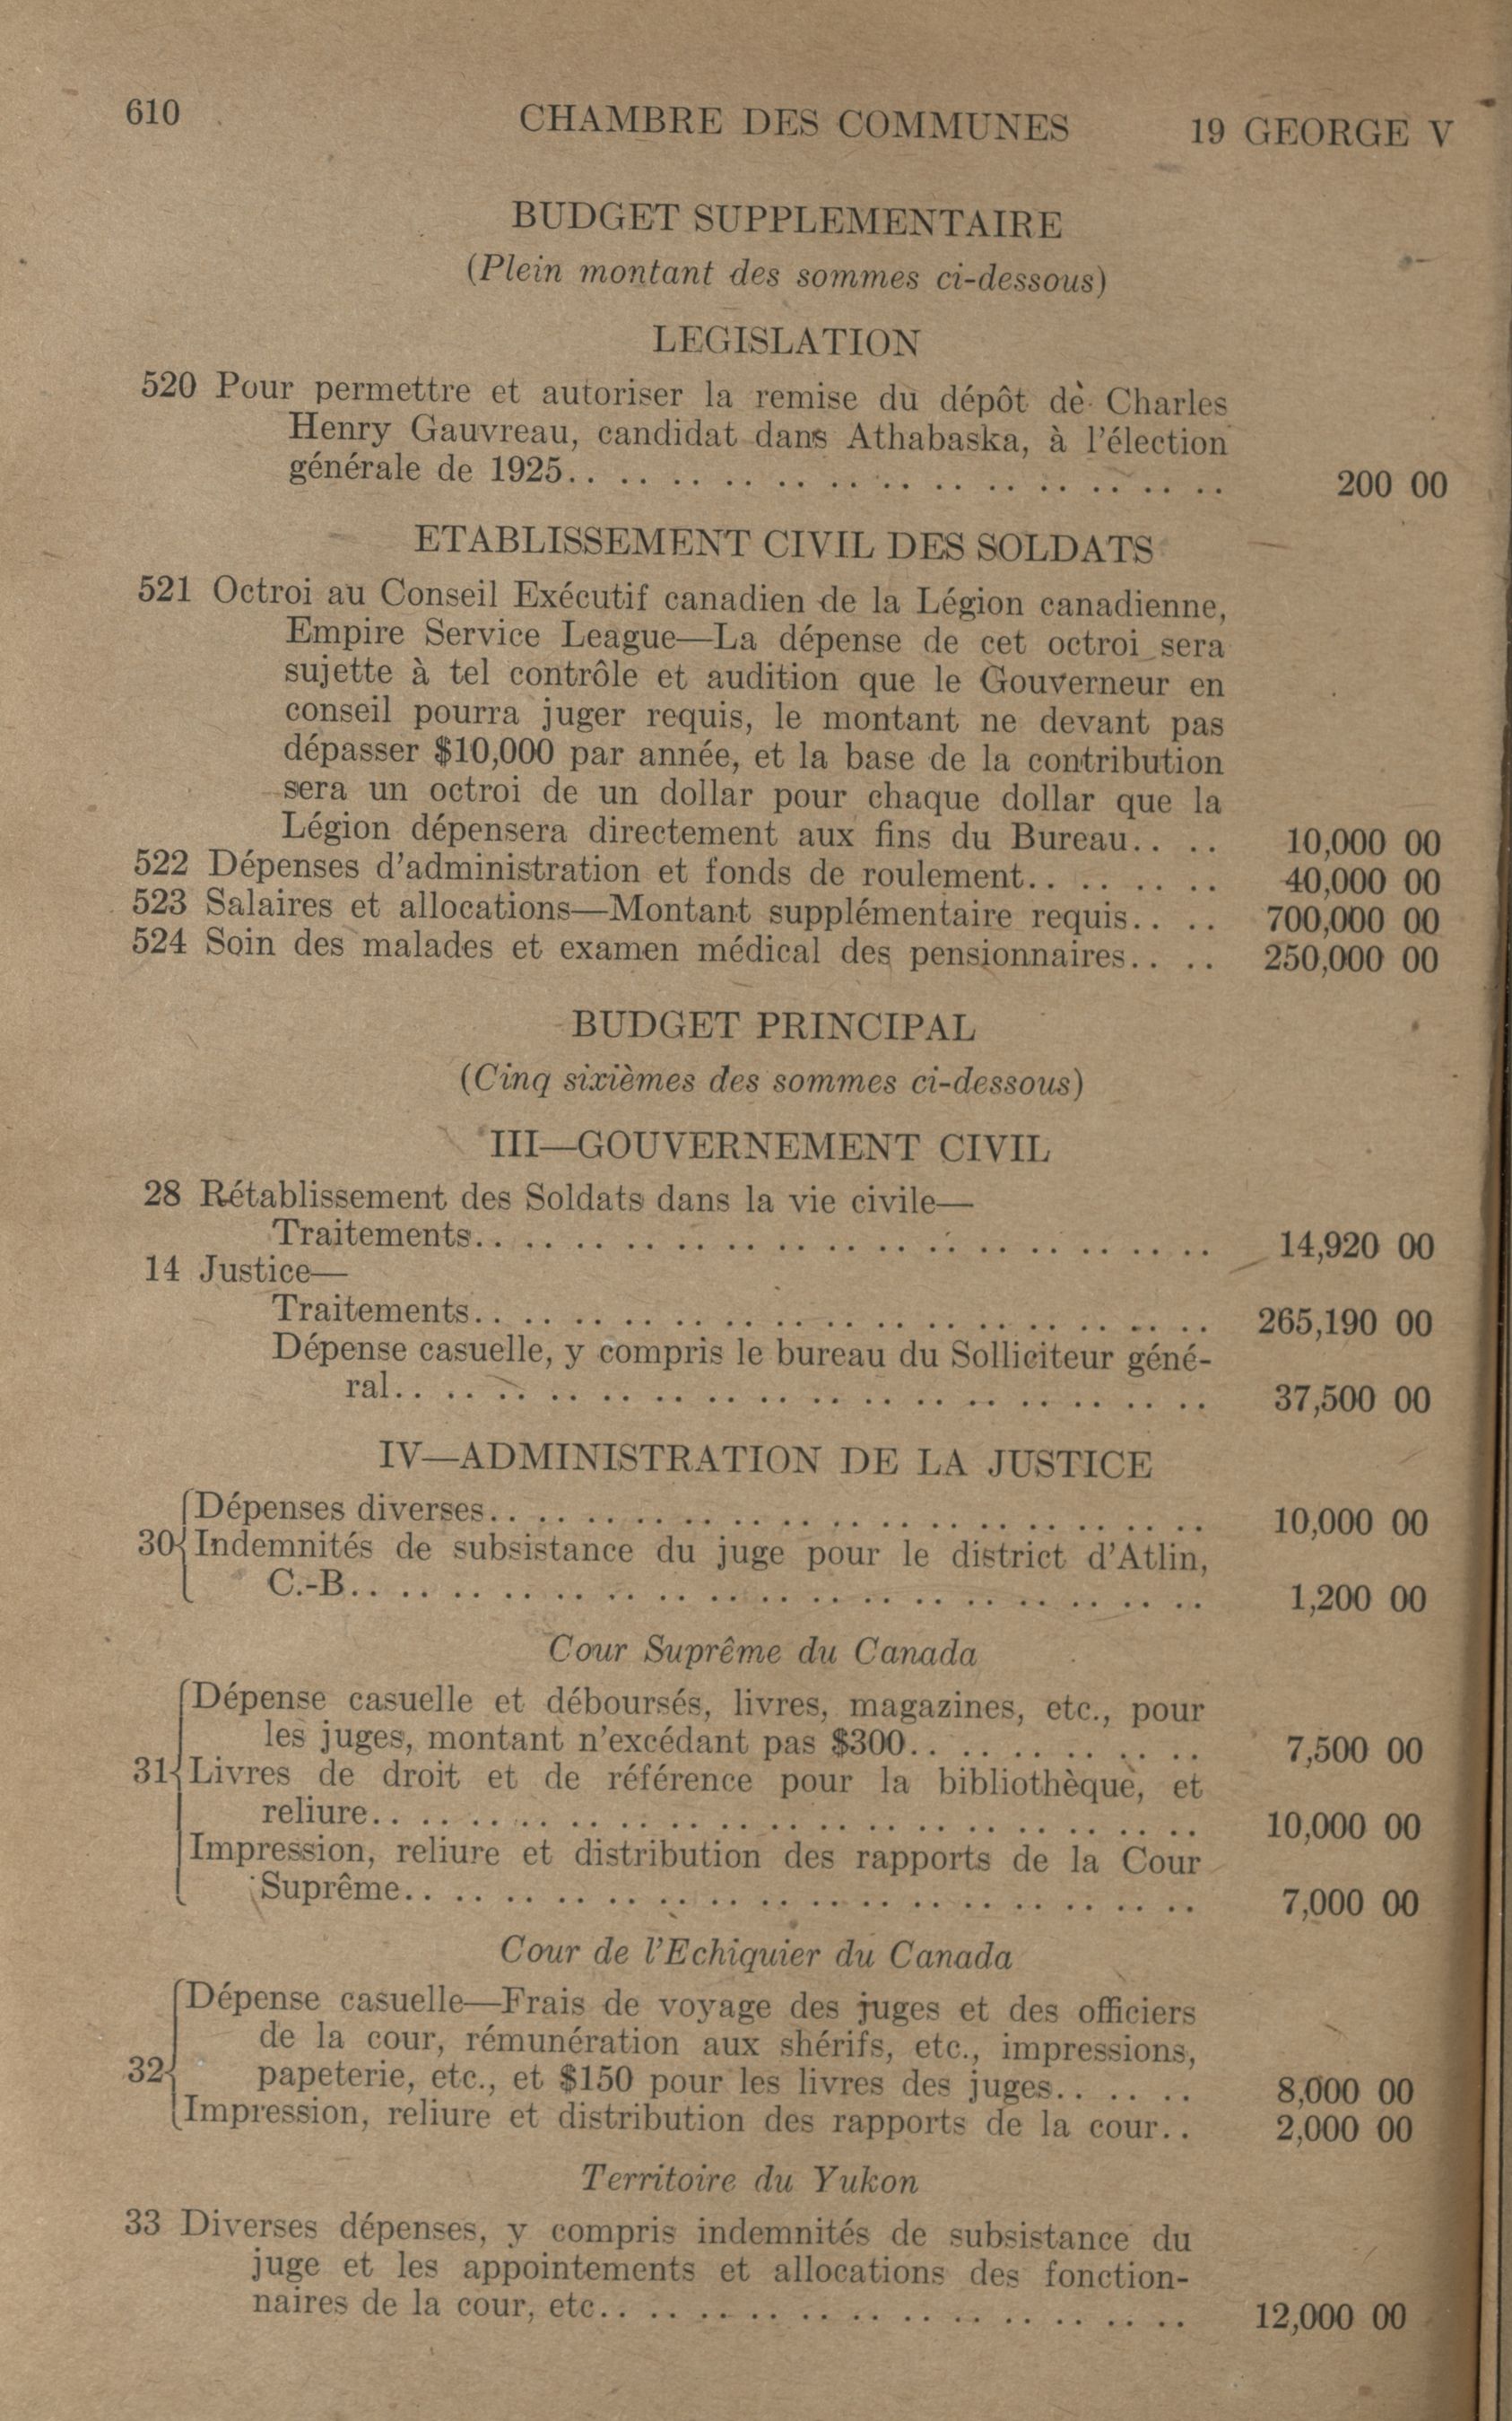 610 CHAMBRE DES COMMUNES 19 GEORGE V
BUDGET SUPPLEMENTAIRE
(Plein montant des sommes ci-dessous)
LEGISLATION
520 Pour permettre et autoriser la remise du dépôt de Charles
Henry Gauvreau, candidat dans Athabaska, à l'élection
générale de 1925.. .. .. .. .. .. .. .. .. .. .. .. .. 200 00
ETABLISSEMENT CIVIL DES SOLDATS
521 Octroi au Conseil Exécutif canadien de la Légion canadienne,
Empire Service League—La dépense de cet octroi sera
sujette à tel contrôle et audition que le Gouverneur en
conseil pourra juger requis, le montant ne devant pas
dépasser $10,000 par année, et la base de la contribution
sera un octroi de un dollar pour chaque dollar que la
Légion dépensera directement aux fins du Bureau.. .. 10,000 00
522 Dépenses d'administration et fonds de roulement.. .. .. .. 40,000 00
523 Salaires et allocations—Montant supplémentaire requis.. .. 700,000 00
524 Soin des malades et examen médical des pensionnaires.. .. 250,000 00
BUDGET PRINCIPAL
(Cinq sixièmes des sommes ci-dessous)
III—GOUVERNEMENT CIVIL
28 Rétablissement des Soldats dans la vie civile—
Traitements.. .. .. .. .. .. .. .. .. .. .. .. .. .. .. 14,920 00
14 Justice—
Traitements.. .. .. .. .. .. .. .. .. .. .. .. .. .. .. 265,190 00
Dépense casuelle, y compris le bureau du Solliciteur géné-
ral.. .. .. .. .. .. .. .. .. .. .. .. .. .. .. .. 37,500 00
IV—ADMINISTRATION DE LA JUSTICE
Dépenses diverses.. .. .. .. .. .. .. .. .. .. .. .. .. .. .. 10,000 00
30 Indemnités de subsistance du juge pour le district d'Atlin,
C.-B.. .. .. .. .. .. .. .. .. .. .. .. .. .. .. .. .. 1,200 00
Cour Suprême du Canada
Dépense casuelle et déboursés, livres, magazines, etc., pour
les juges, montant n'excédant pas $300.. .. .. .. .. .. 7,500 00
31 Livres de droit et de référence pour la bibliothèque, et
reliure.. .. .. .. .. .. .. .. .. .. .. .. .. .. .. .. .. 10,000 00
Impression, reliure et distribution des rapports de la Cour
Suprême.. .. .. .. .. .. .. .. .. .. .. .. .. .. .. .. 7,000 00
Cour de l'Echiquier du Canada
Dépense casuelle—Frais de voyage des juges et des officiers
de la cour, rémunération aux shérifs, etc., impressions,
32 papeterie, etc., et $150 pour les livres des juges.. .. .. 8,000 00
Impression, reliure et distribution des rapports de la cour.. 2,000 00
Territoire du Yukon
33 Diverses dépenses, y compris indemnités de subsistance du
juge et les appointements et allocations des fonction-
naires de la cour, etc.. .. .. .. .. .. .. .. .. .. .. .. 12,000 00